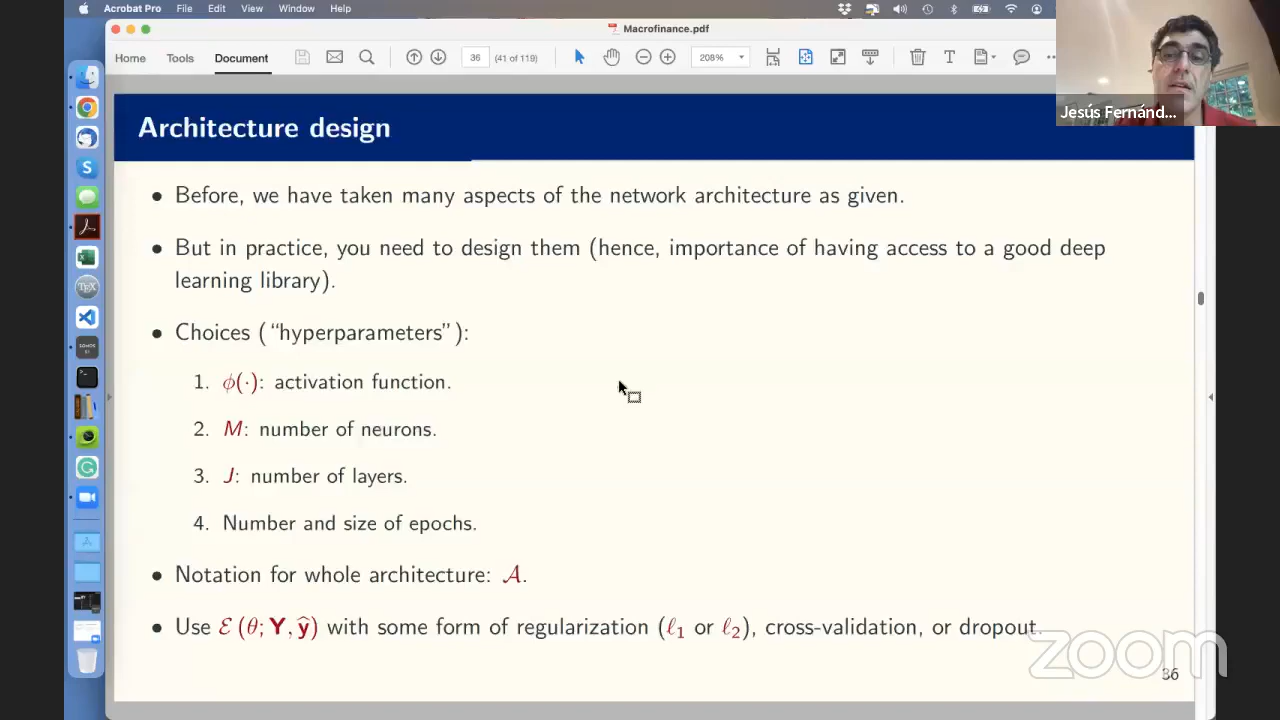 Acrobat Pro File Edit View Window Help
Macrofinance.pdf
Home Tools Document 36 (41 of 119) 208%
Jesús Fernánd...
Architecture design
• Before, we have taken many aspects of the network architecture as given.
• But in practice, you need to design them (hence, importance of having access to a good deep
learning library).
• Choices (“hyperparameters”):
1. ϕ(·): activation function.
2. M: number of neurons.
3. J: number of layers.
4. Number and size of epochs.
• Notation for whole architecture: 𝒜.
• Use ℰ (θ; Y, ŷ) with some form of regularization (ℓ₁ or ℓ₂), cross-validation, or dropout.
zoom
36